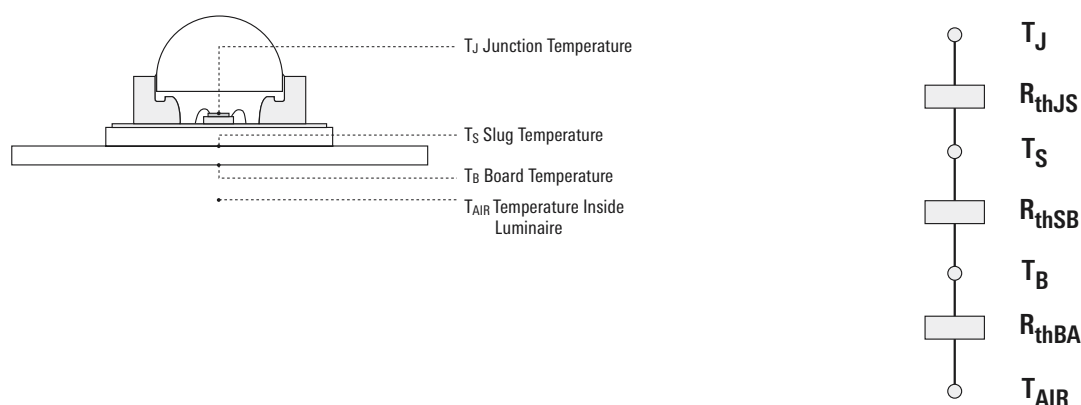 TJ Junction Temperature
TS Slug Temperature
TB Board Temperature
TAIR Temperature Inside
Luminaire
TJ
RthJS
TS
RthSB
TB
RthBA
TAIR